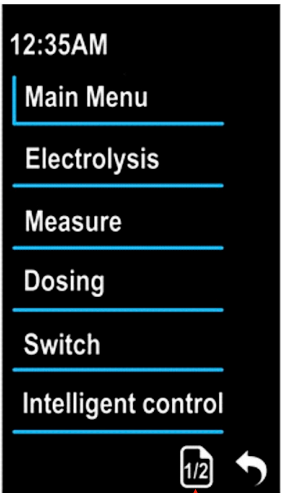 12:35AM
Main Menu
Electrolysis
Measure
Dosing
Switch
Intelligent control
1/2